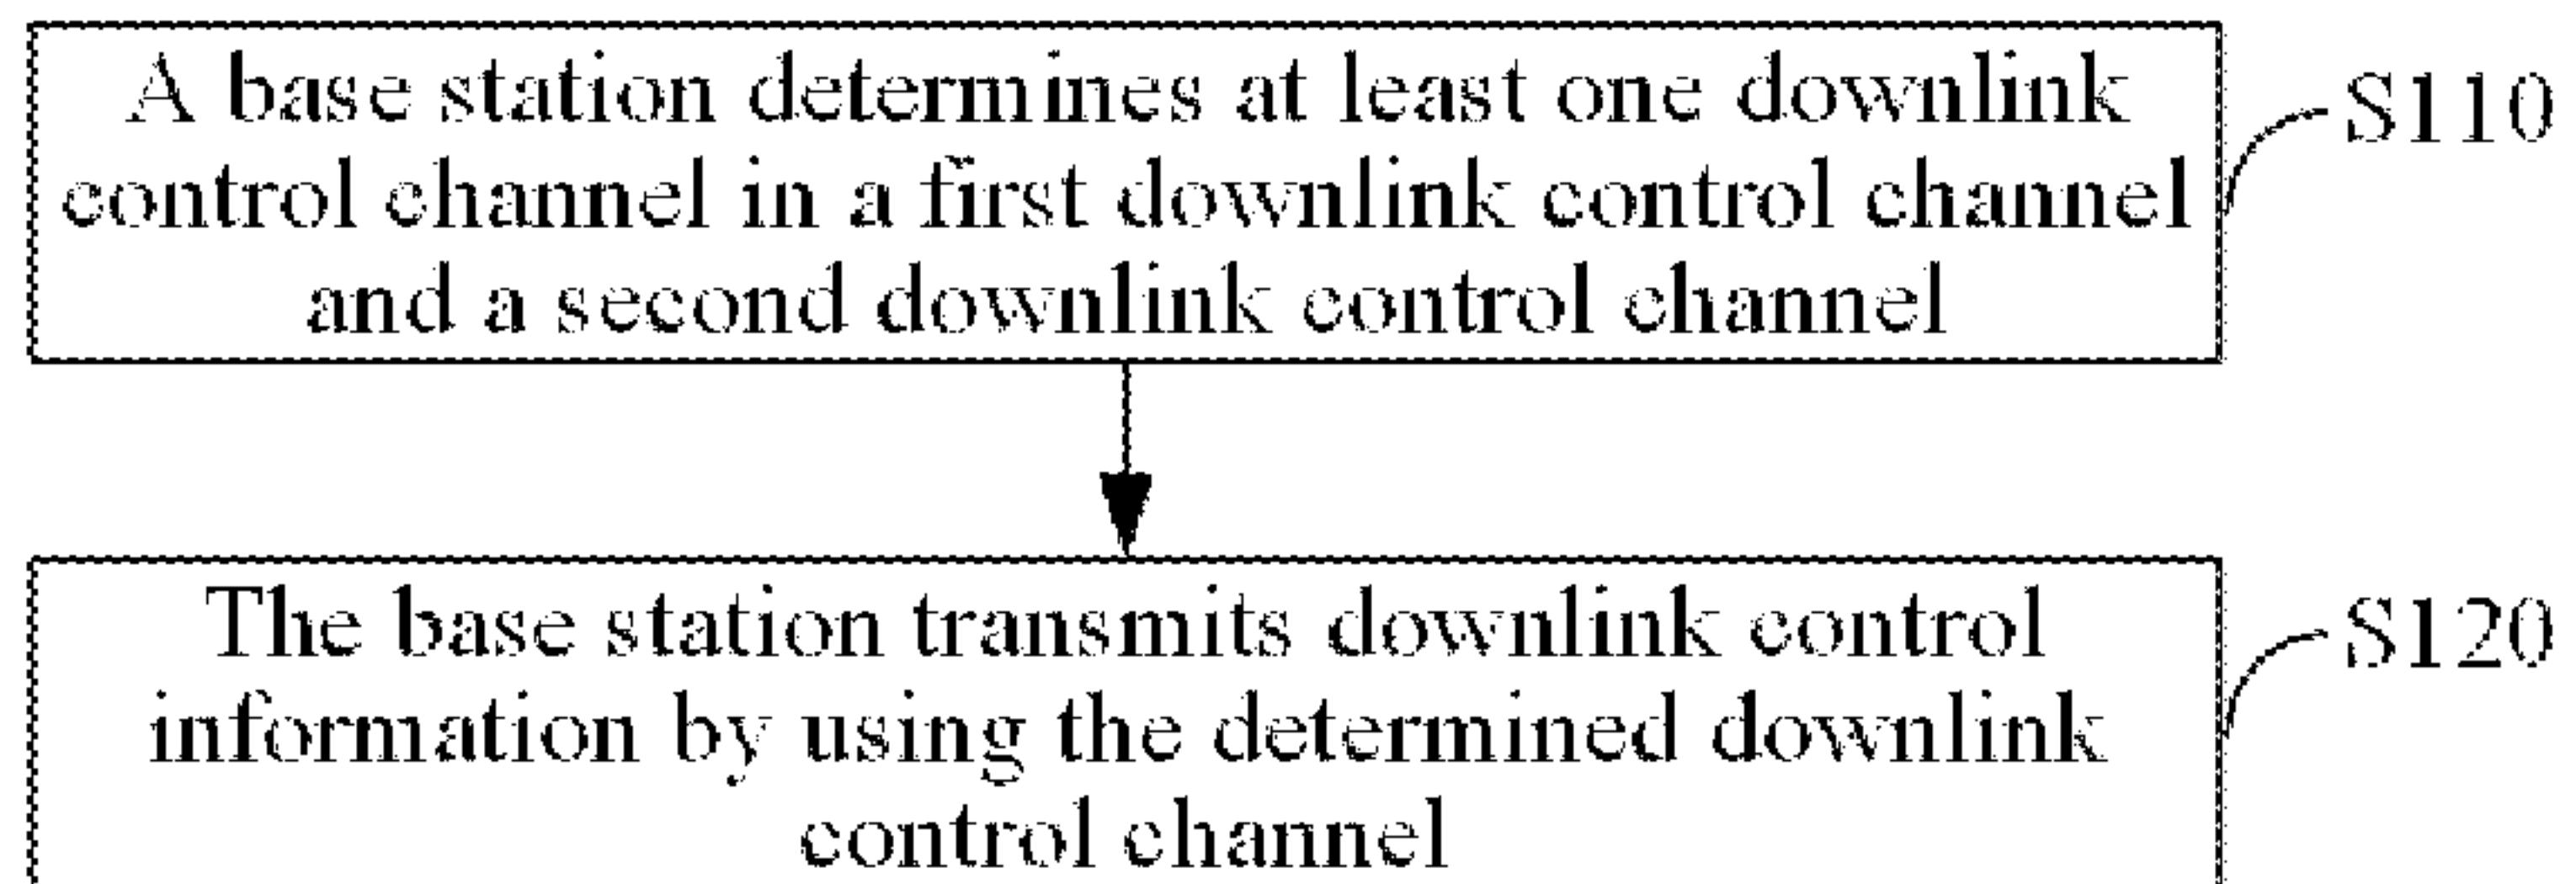 A base station determines at least one downlink
control channel in a first downlink control channel
and a second downlink control channel
S110
The base station transmits downlink control
information by using the determined downlink
control channel
S120